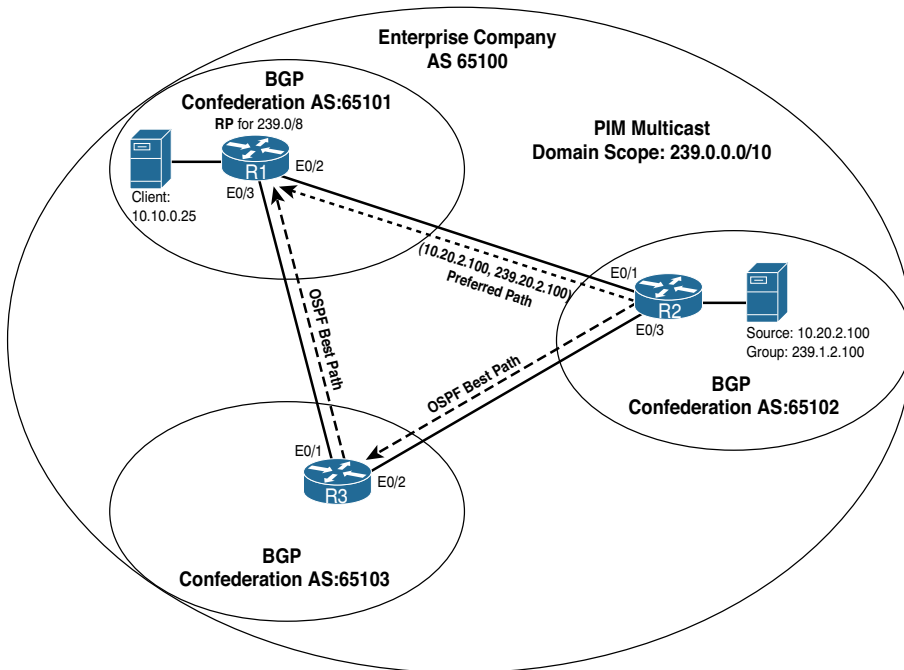 Enterprise Company
AS 65100
BGP
Confederation AS:65101
RP for 239.0/8
R1
E0/2
E0/3
Client:
10.10.0.25
PIM Multicast
Domain Scope: 239.0.0.0/10
(10.20.2.100, 239.20.2.100)
Preferred Path
E0/1
R2
E0/3
Source: 10.20.2.100
Group: 239.1.2.100
BGP
Confederation AS:65102
OSPF Best Path
OSPF Best Path
E0/1
R3
E0/2
BGP
Confederation AS:65103